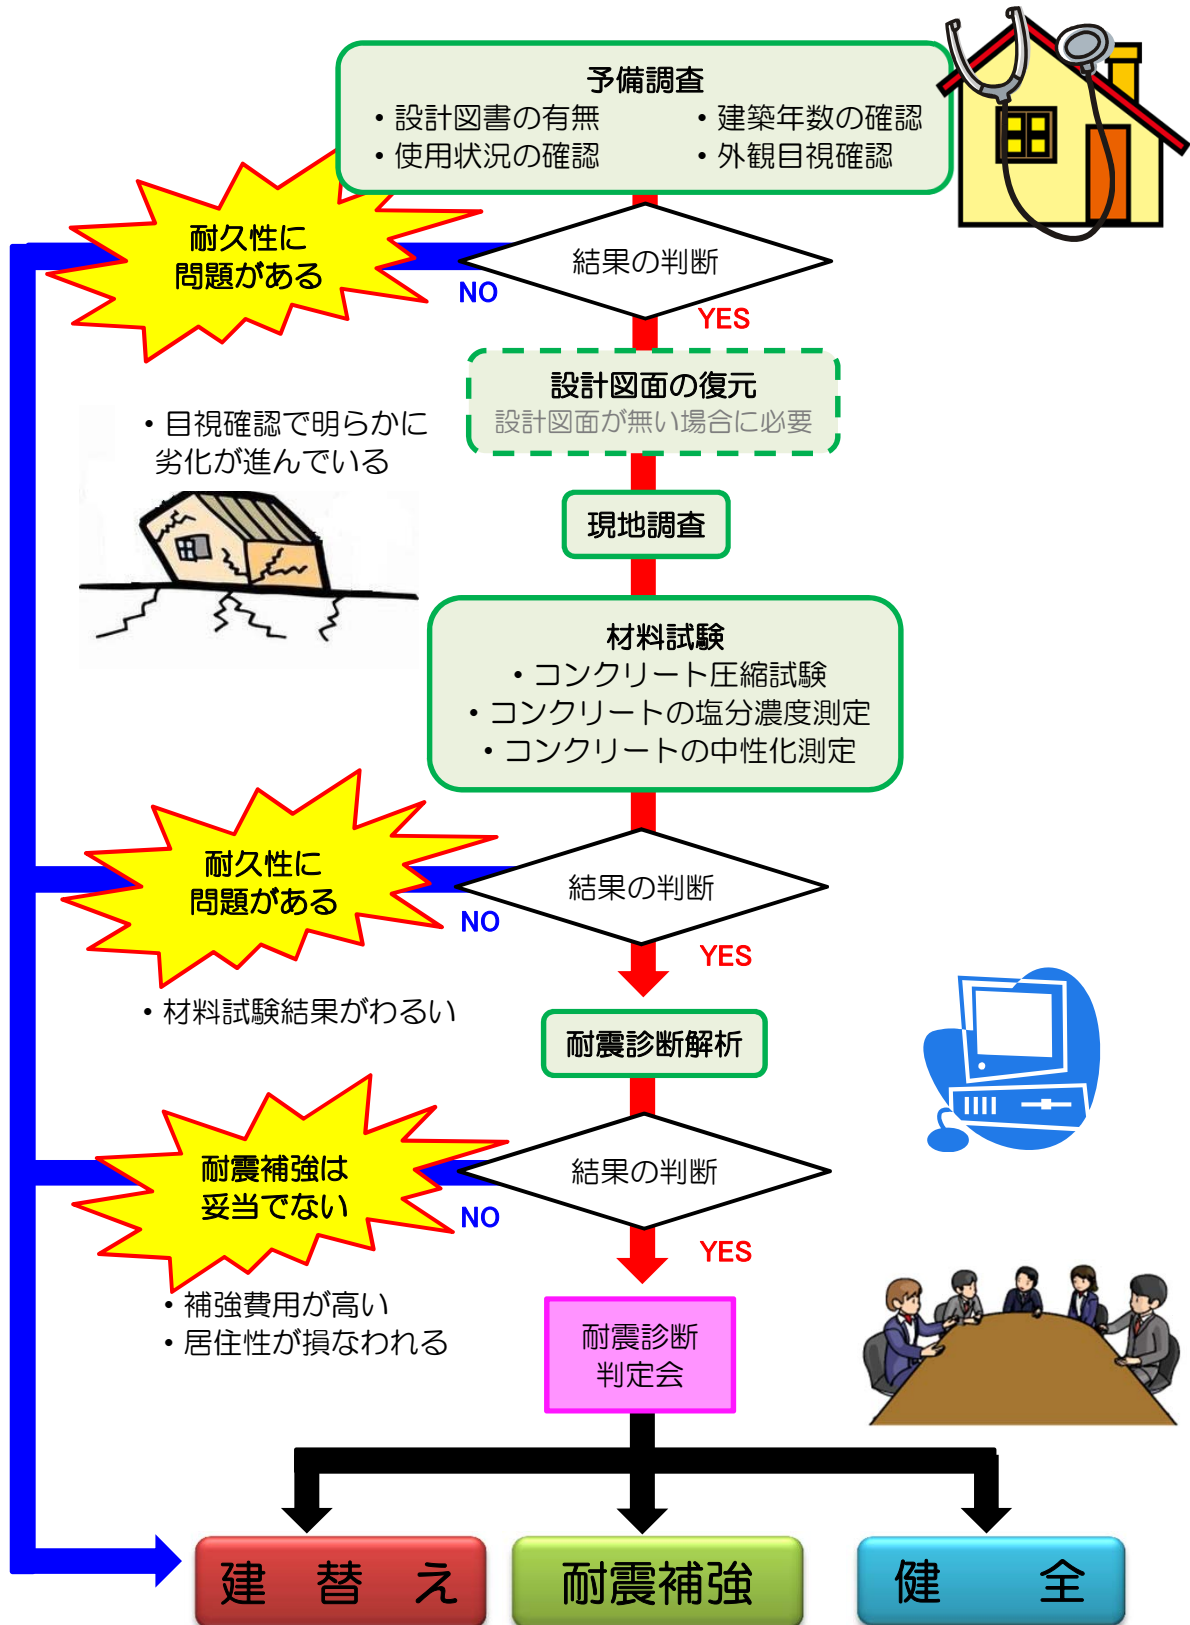 予備調査
・設計図書の有無 ・建築年数の確認
・使用状況の確認 ・外観目視確認
耐久性に
問題がある
結果の判断
NO
YES
設計図面の復元
設計図面が無い場合に必要
・目視確認で明らかに
劣化が進んでいる
現地調査
材料試験
・コンクリート圧縮試験
・コンクリートの塩分濃度測定
・コンクリートの中性化測定
耐久性に
問題がある
結果の判断
NO
YES
・材料試験結果がわるい
耐震診断解析
耐震補強は
妥当でない
結果の判断
NO
YES
・補強費用が高い
・居住性が損なわれる
耐震診断
判定会
建 替 え
耐震補強
健 全